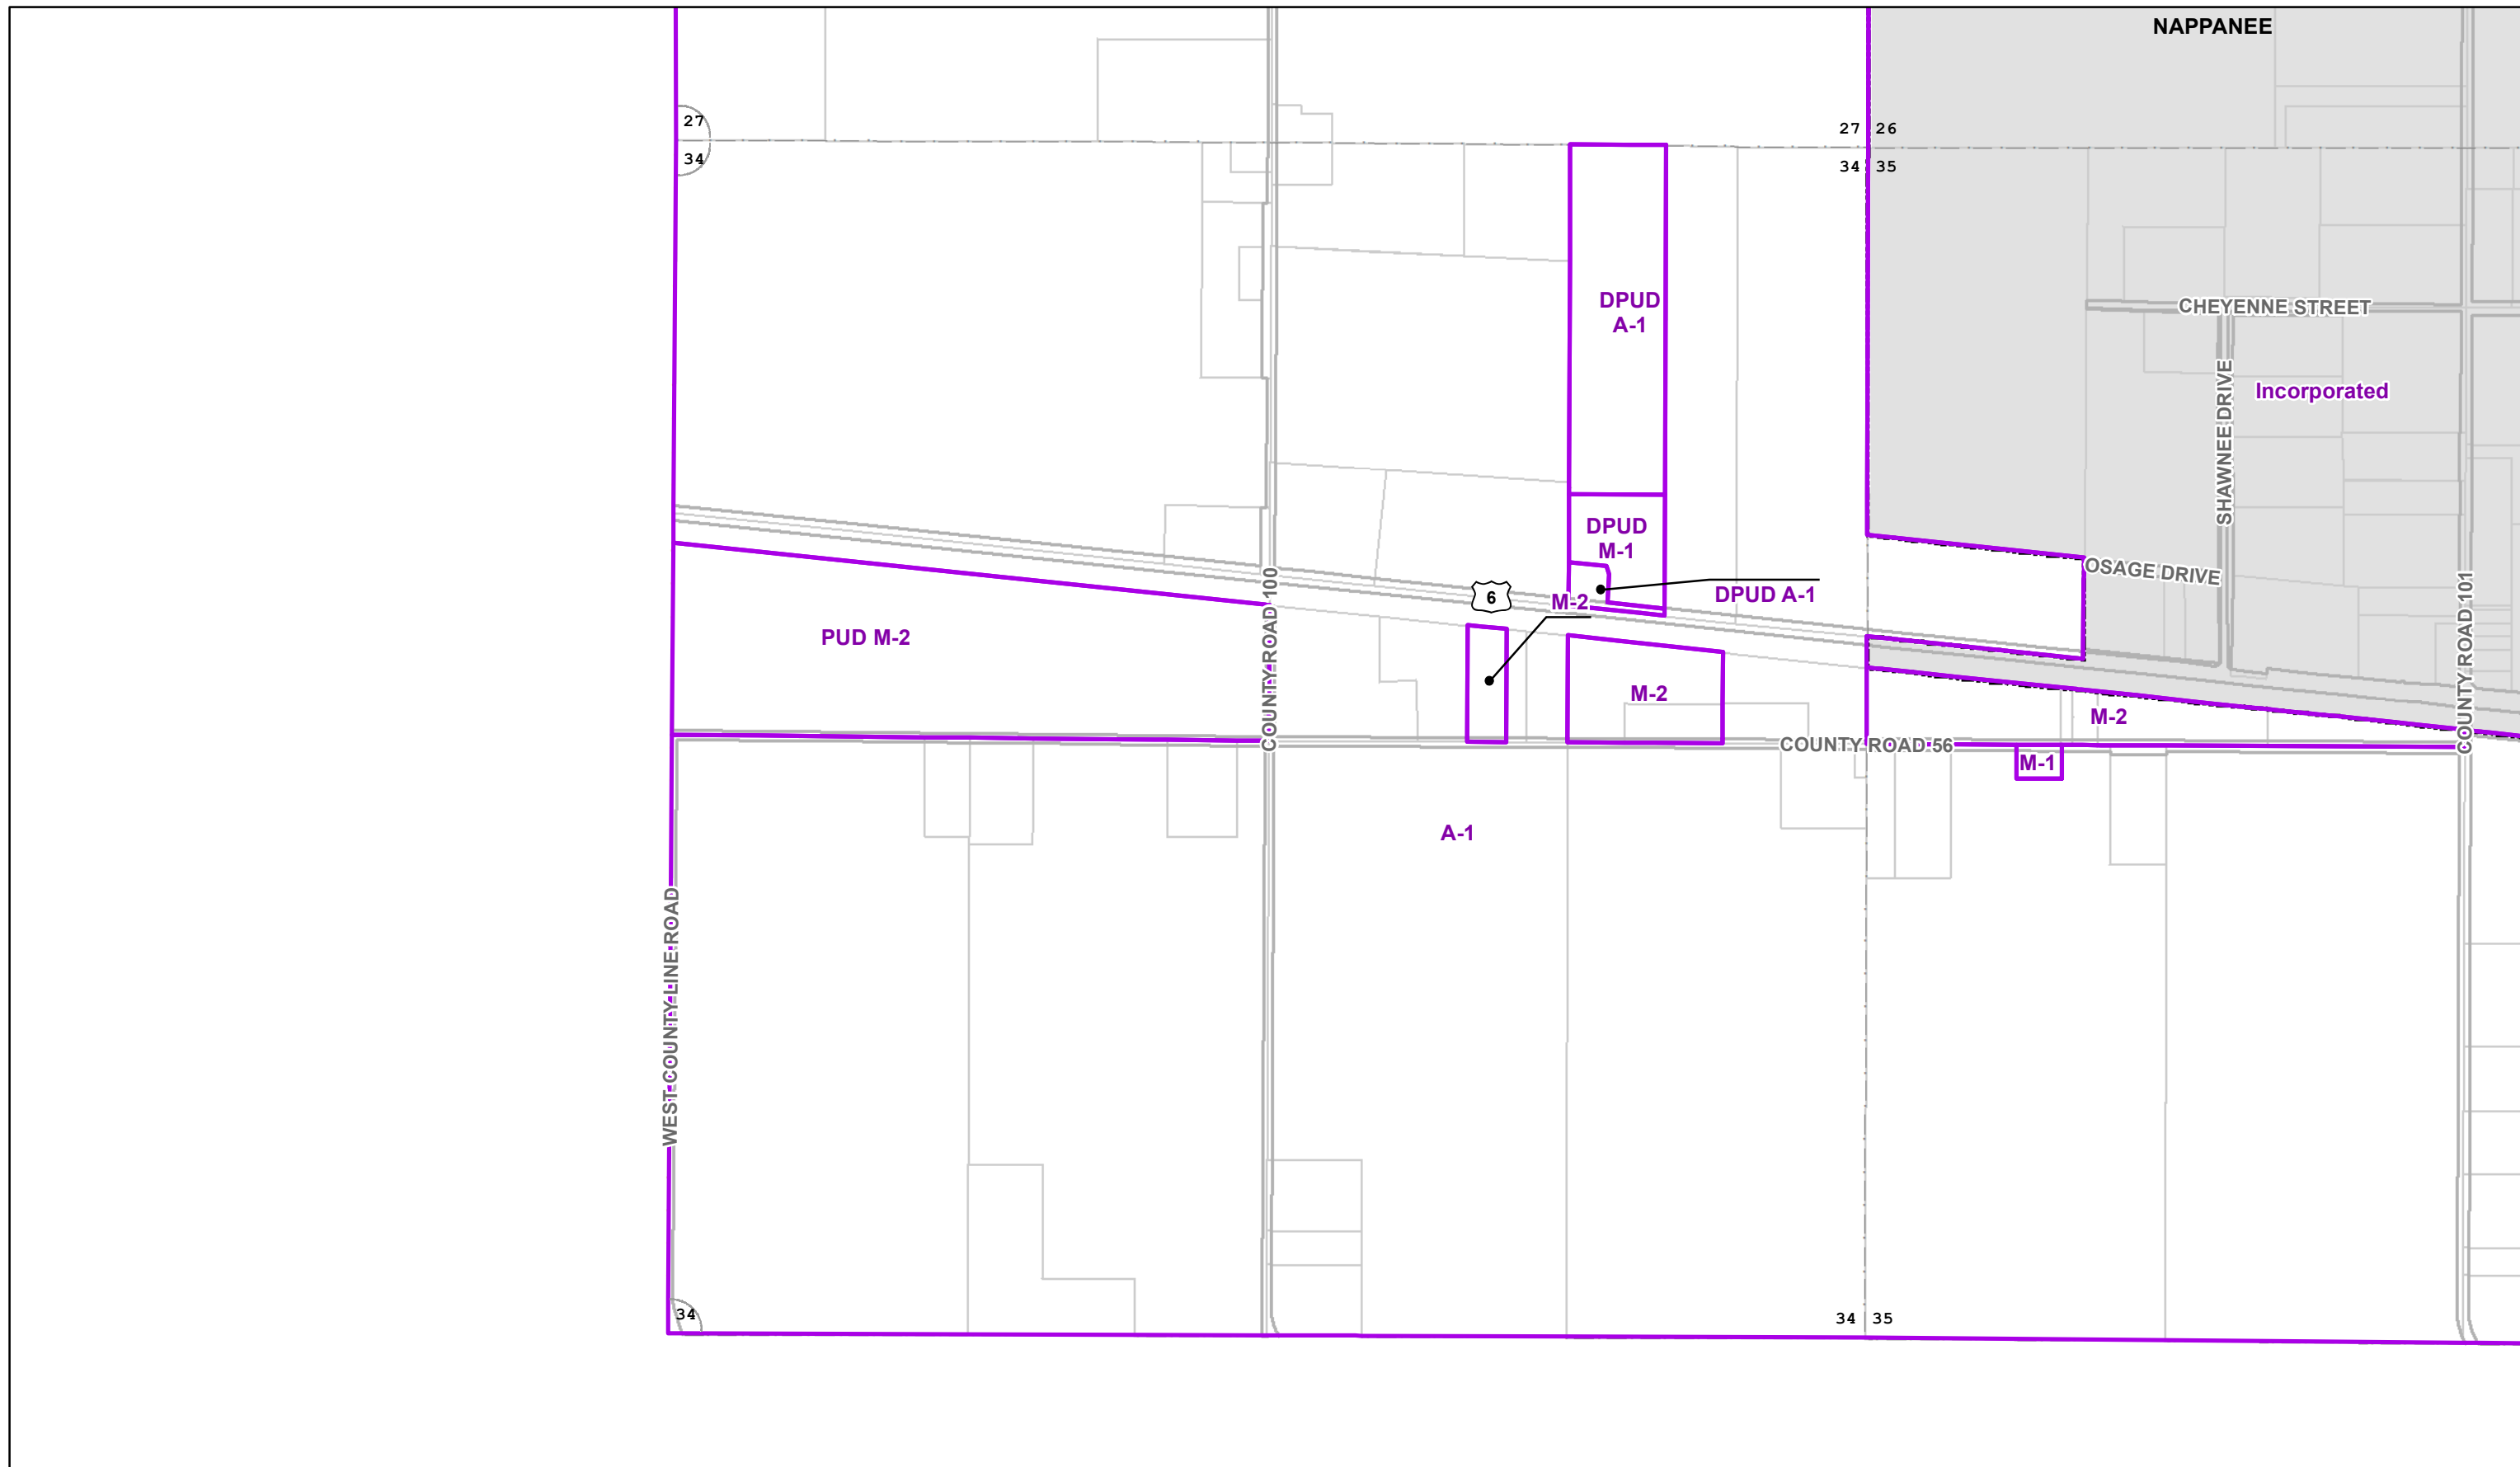 NAPPANEE
27
34
27 26
34 35
DPUD
A-1
CHEYENNE STREET
SHAWNEE DRIVE
Incorporated
DPUD
M-1
OSAGE DRIVE
6
M-2
DPUD A-1
COUNTY ROAD 100
COUNTY ROAD 101
PUD M-2
M-2
M-2
COUNTY ROAD 56
M-1
A-1
WEST COUNTY LINE ROAD
34
34 35